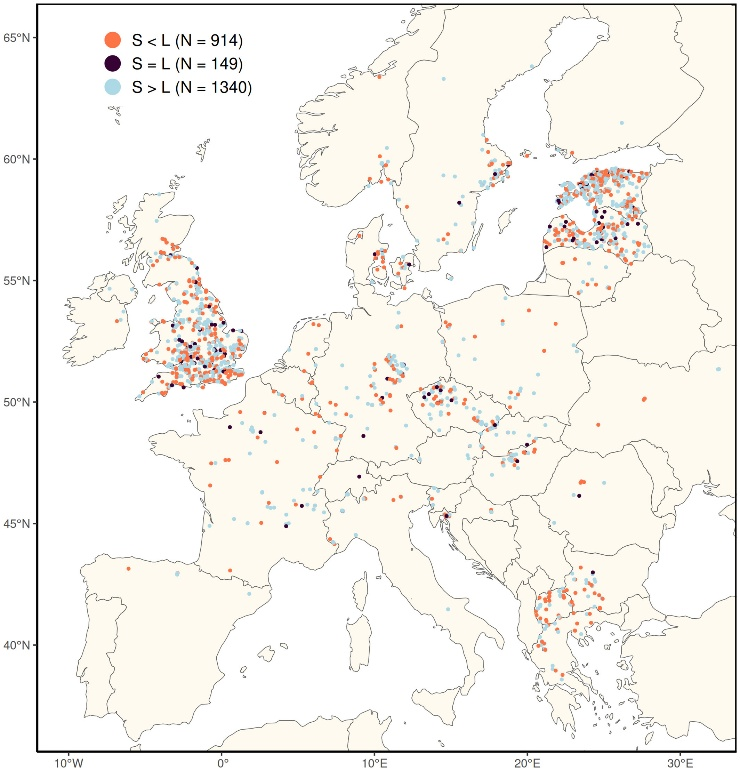 S < L (N = 914)
S = L (N = 149)
S > L (N = 1340)
65°N
60°N
55°N
50°N
45°N
40°N
10°W 0° 10°E 20°E 30°E